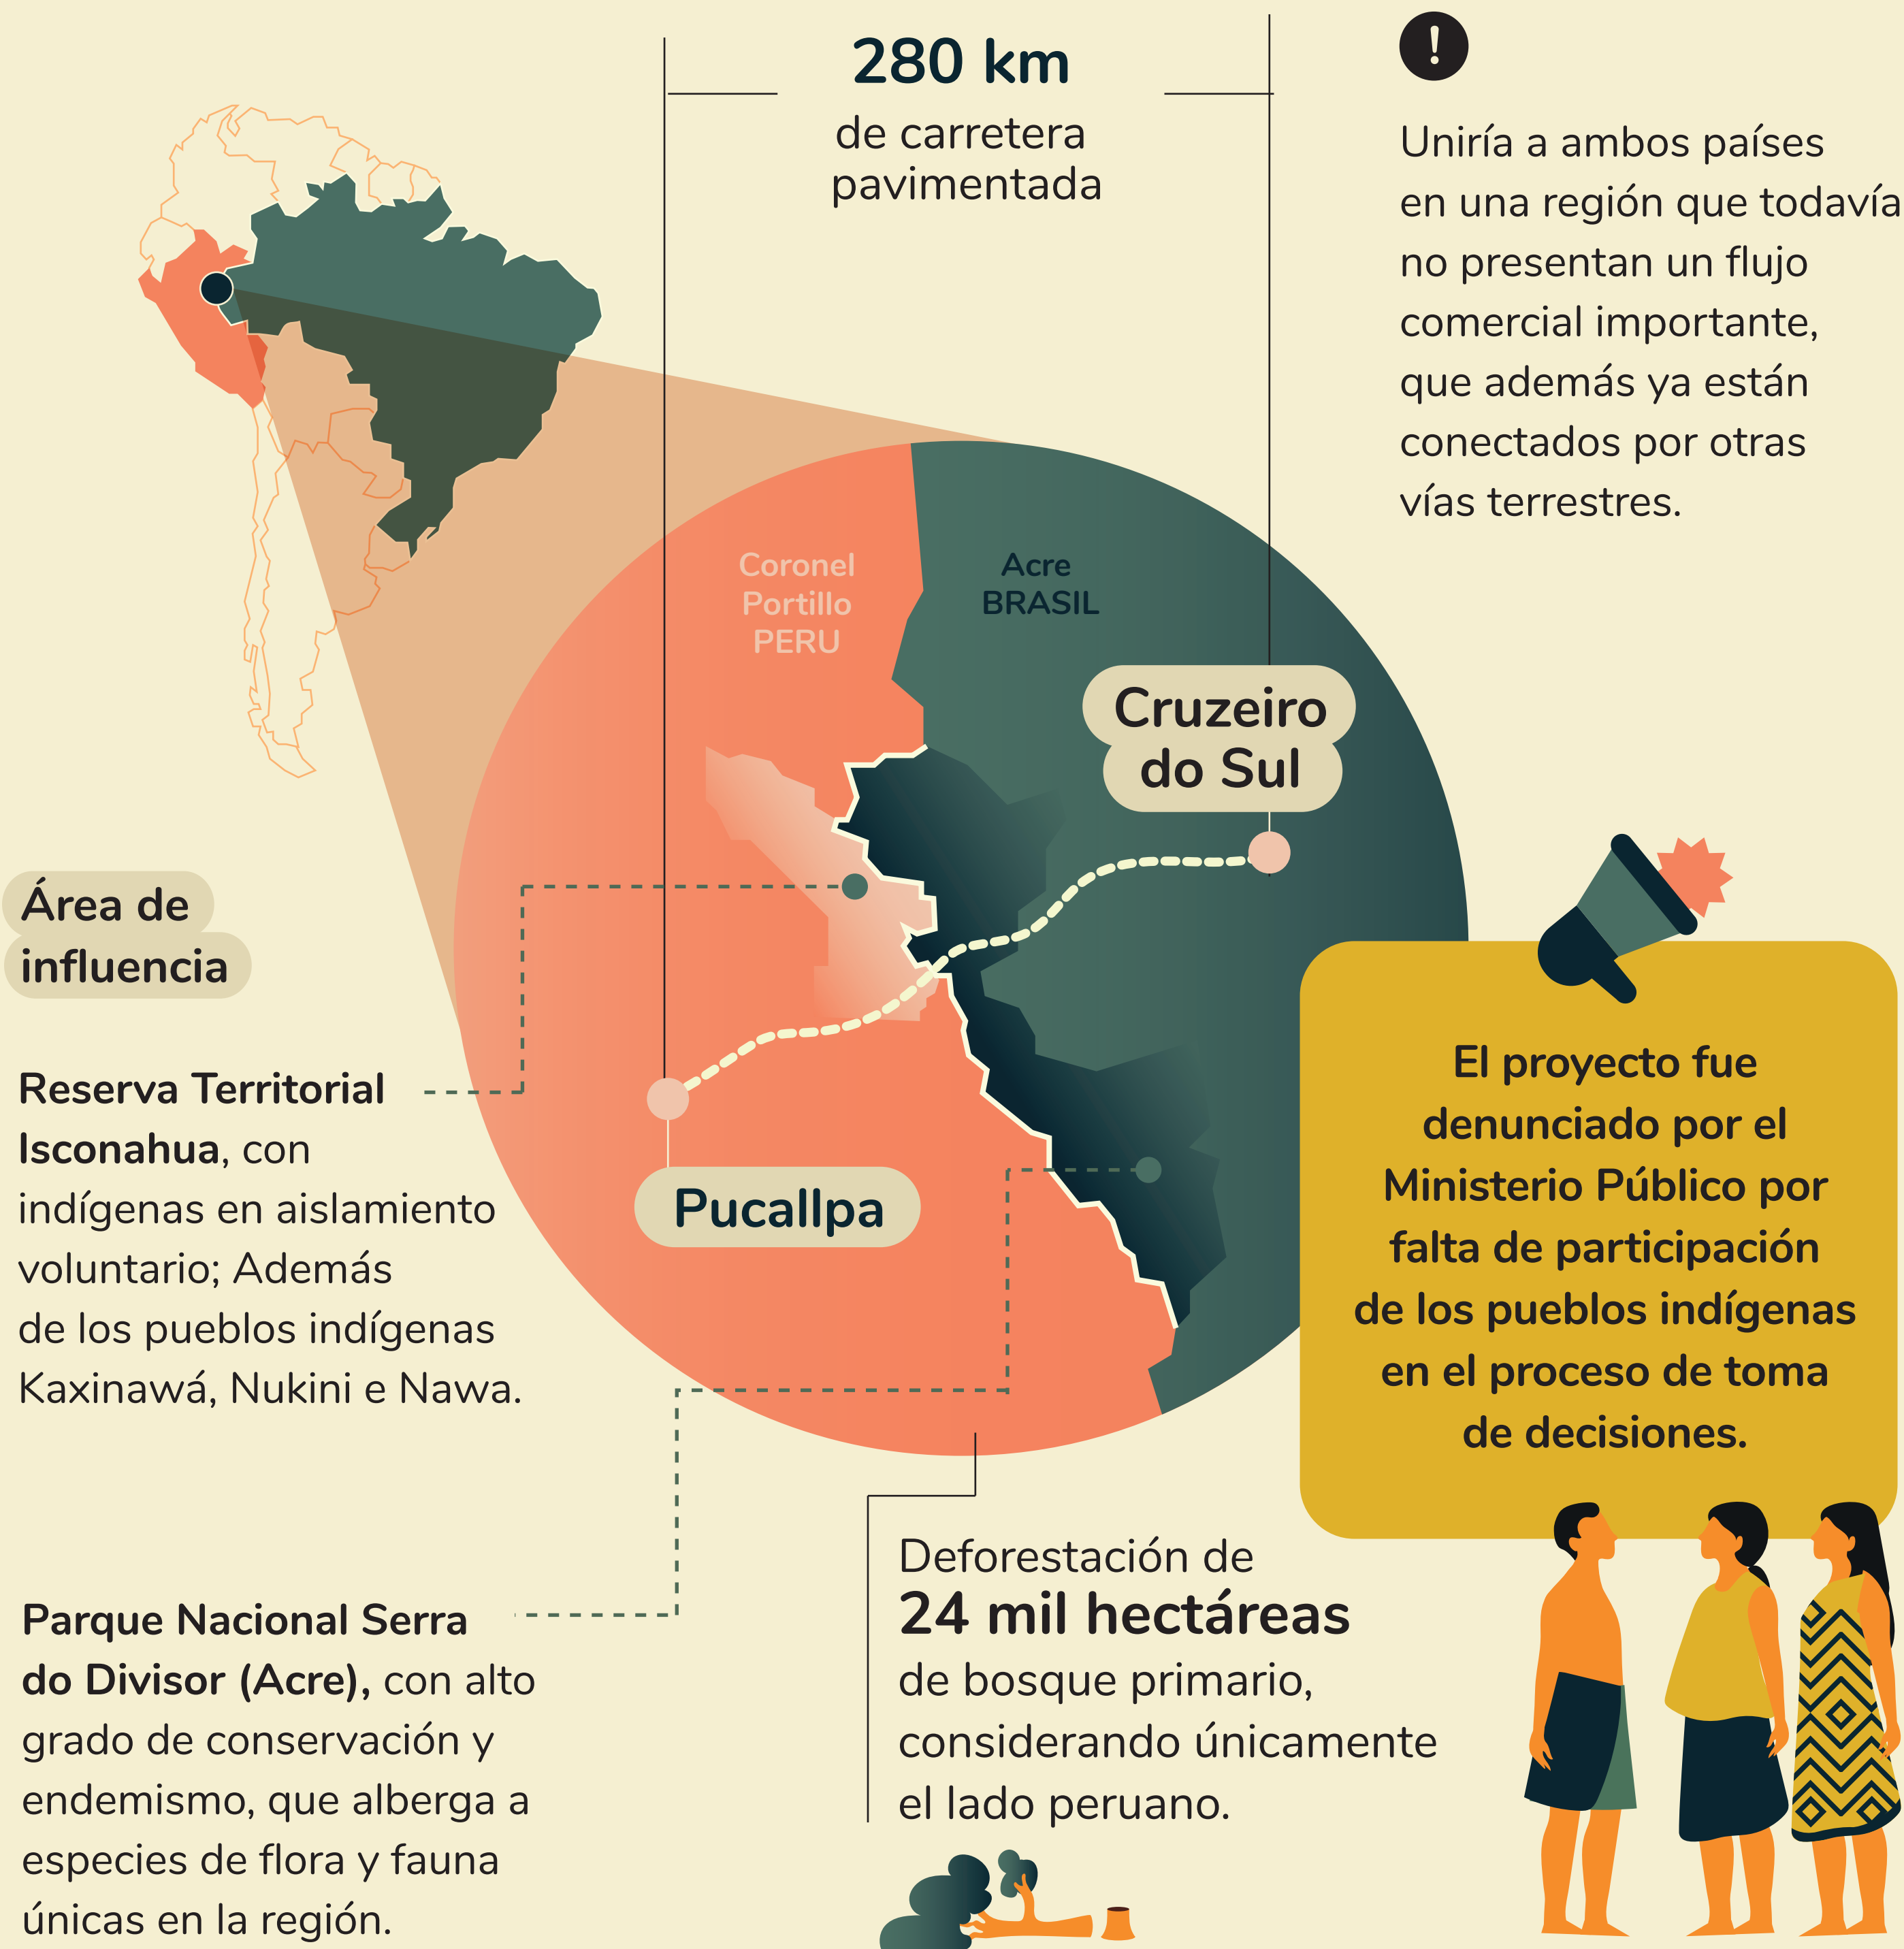 280 km
de carretera
pavimentada
!
Uniría a ambos países
en una región que todavía
no presentan un flujo
comercial importante,
que además ya están
conectados por otras
vías terrestres.
Coronel
Portillo
PERU
Acre
BRASIL
Cruzeiro
do Sul
Pucallpa
Área de
influencia
Reserva Territorial
Isconahua, con
indígenas en aislamiento
voluntario; Además
de los pueblos indígenas
Kaxinawá, Nukini e Nawa.
Parque Nacional Serra
do Divisor (Acre), con alto
grado de conservación y
endemismo, que alberga a
especies de flora y fauna
únicas en la región.
Deforestación de
24 mil hectáreas
de bosque primario,
considerando únicamente
el lado peruano.
El proyecto fue
denunciado por el
Ministerio Público por
falta de participación
de los pueblos indígenas
en el proceso de toma
de decisiones.